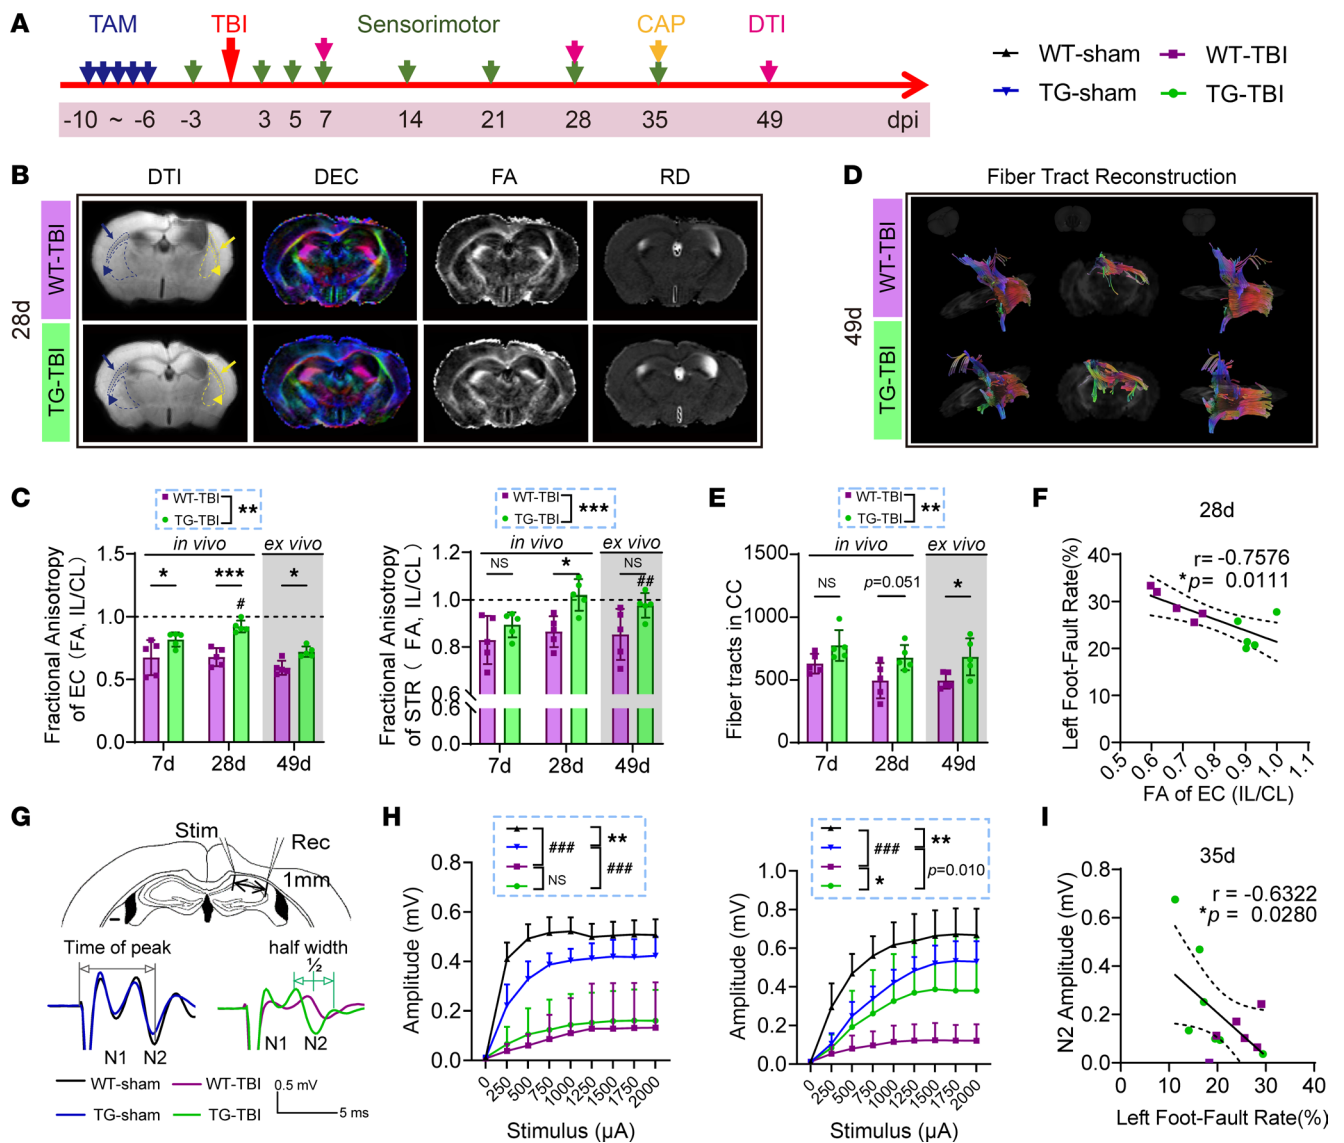 A
TAM TBI Sensorimotor CAP DTI
-10 ~ -6 -3 3 5 7 14 21 28 35 49 dpi
WT-sham WT-TBI
TG-sham TG-TBI
B
DTI DEC FA RD
28d
WT-TBI
TG-TBI
D
Fiber Tract Reconstruction
49d
WT-TBI
TG-TBI
C
WT-TBI
TG-TBI
**
in vivo ex vivo
* *** *
#
Fractional Anisotropy
of EC (FA, IL/CL)
1.5
1.0
0.5
0.0
7d 28d 49d
WT-TBI
TG-TBI
***
in vivo ex vivo
NS * NS
##
Fractional Anisotropy
of STR ( FA, IL/CL)
1.2
1.0
0.8
0.6
0.6
0.0
7d 28d 49d
E
WT-TBI
TG-TBI
**
in vivo ex vivo
NS p=0.051 *
Fiber tracts in CC
1500
1000
500
0
7d 28d 49d
F
28d
r= -0.7576
*p= 0.0111
Left Foot-Fault Rate(%)
40
30
20
10
0
0.5 0.6 0.7 0.8 0.9 1.0 1.1
FA of EC (IL/CL)
G
Stim
Rec
1mm
Time of peak half width
½
N1 N2 N1 N2
WT-sham WT-TBI
TG-sham TG-TBI
0.5 mV
5 ms
H
### **
NS ###
Amplitude (mV)
0.8
0.6
0.4
0.2
0.0
0 250 500 750 1000 1250 1500 1750 2000
Stimulus (µA)
### **
* p=0.010
Amplitude (mV)
1.0
0.8
0.6
0.4
0.2
0.0
0 250 500 750 1000 1250 1500 1750 2000
Stimulus (µA)
I
35d
r = -0.6322
*p = 0.0280
N2 Amplitude (mV)
0.8
0.6
0.4
0.2
0.0
0 10 20 30 40
Left Foot-Fault Rate(%)